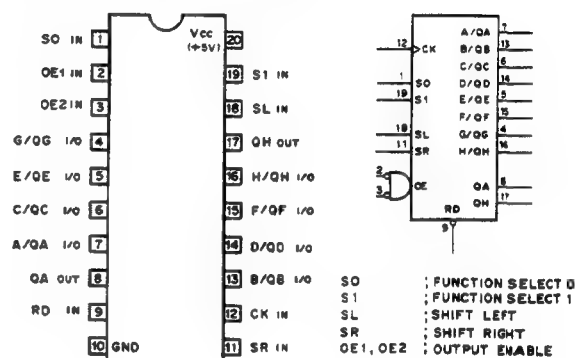 SO IN 1
OE1 IN 2
OE2 IN 3
G/QG I/O 4
E/QE I/O 5
C/QC I/O 6
A/QA I/O 7
QA OUT 8
RD IN 9
10 GND
Vcc (+5V) 20
19 S1 IN
18 SL IN
17 QH OUT
16 H/QH I/O
15 F/QF I/O
14 D/QD I/O
13 B/QB I/O
12 CK IN
11 SR IN
12 CK
1 SO
19 S1
18 SL
11 SR
2
3 OE
RD
9
A/QA 7
B/QB 13
C/QC 6
D/QD 14
E/QE 5
F/QF 15
G/QG 4
H/QH 16
QA 8
QH 17
SO : FUNCTION SELECT 0
S1 : FUNCTION SELECT 1
SL : SHIFT LEFT
SR : SHIFT RIGHT
OE1, OE2 : OUTPUT ENABLE